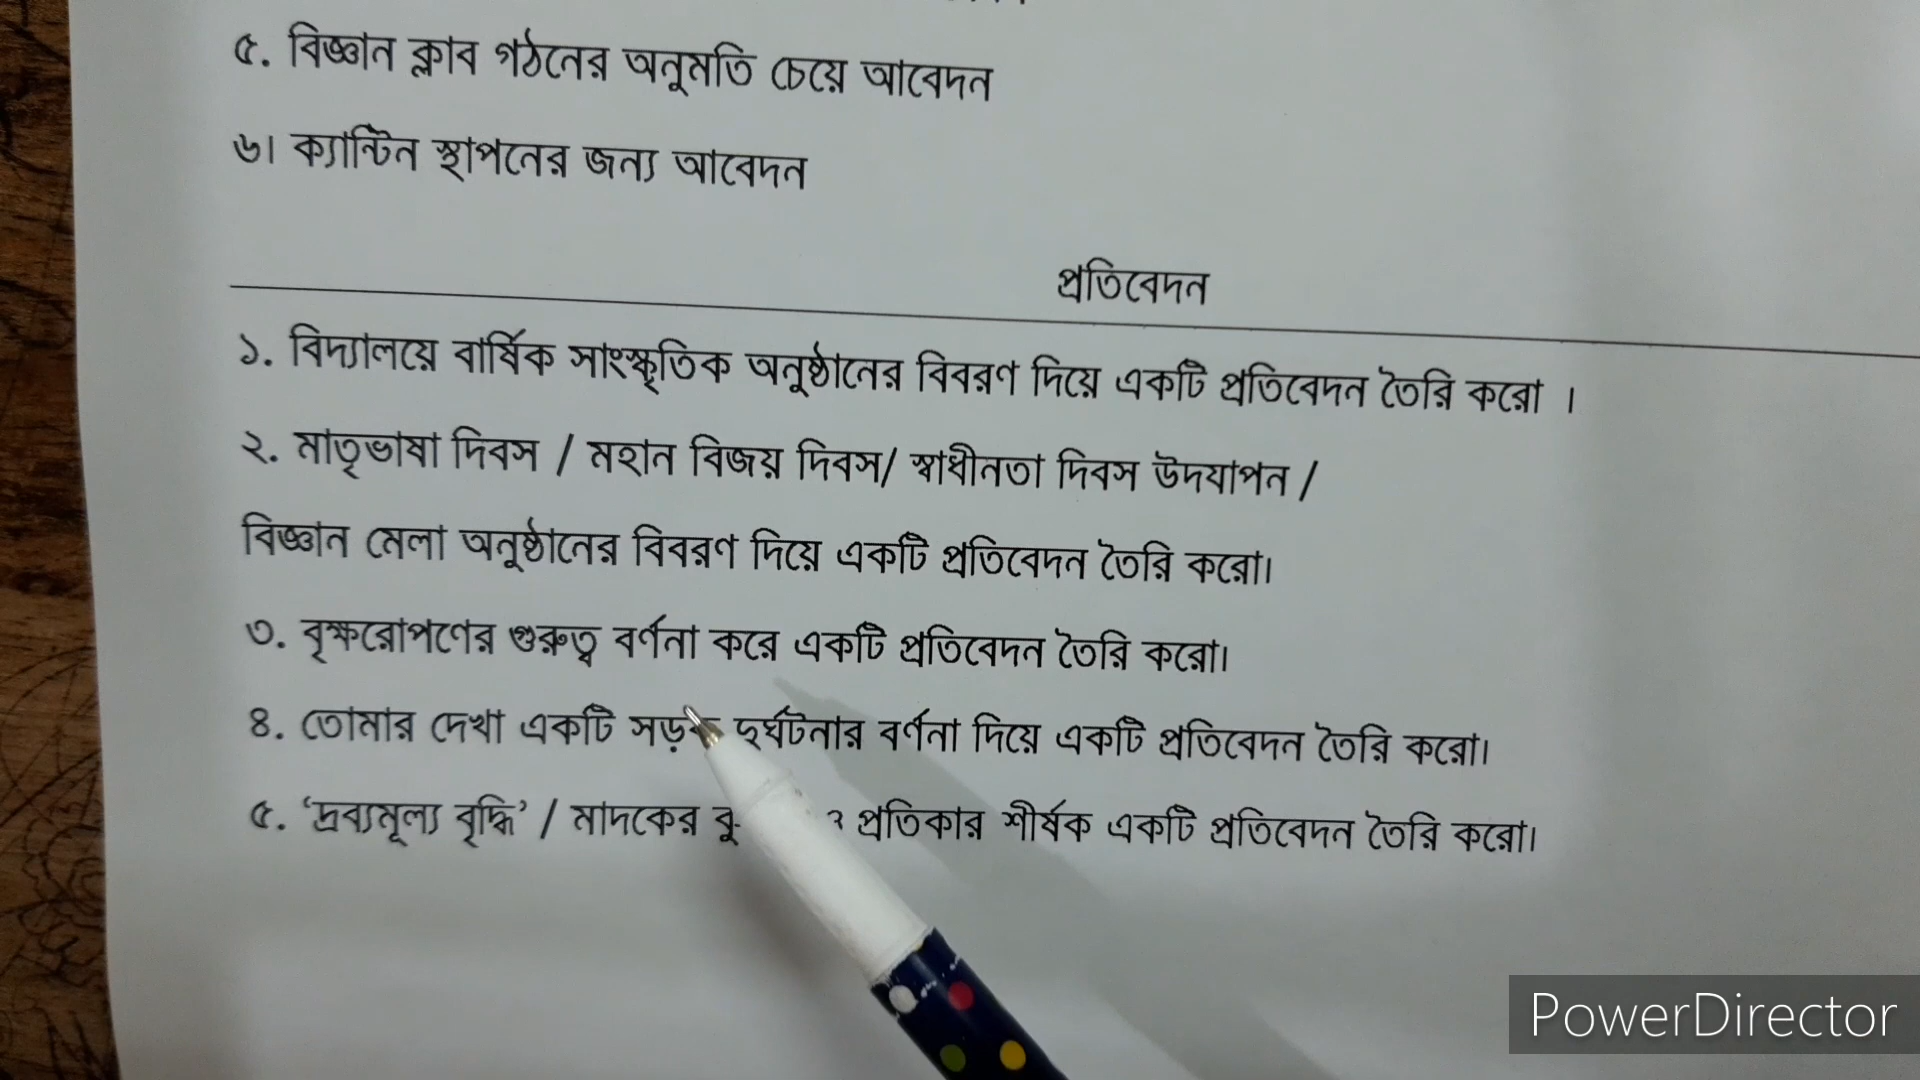 ৫. বিজ্ঞান ক্লাব গঠনের অনুমতি চেয়ে আবেদন
৬। ক্যান্টিন স্থাপনের জন্য আবেদন
প্রতিবেদন
১. বিদ্যালয়ে বার্ষিক সাংস্কৃতিক অনুষ্ঠানের বিবরণ দিয়ে একটি প্রতিবেদন তৈরি করো ।
২. মাতৃভাষা দিবস / মহান বিজয় দিবস/ স্বাধীনতা দিবস উদযাপন /
বিজ্ঞান মেলা অনুষ্ঠানের বিবরণ দিয়ে একটি প্রতিবেদন তৈরি করো।
৩. বৃক্ষরোপণের গুরুত্ব বর্ণনা করে একটি প্রতিবেদন তৈরি করো।
৪. তোমার দেখা একটি সড়ক দুর্ঘটনার বর্ণনা দিয়ে একটি প্রতিবেদন তৈরি করো।
৫. ‘দ্রব্যমূল্য বৃদ্ধি’ / মাদকের প্রতিকার শীর্ষক একটি প্রতিবেদন তৈরি করো।
PowerDirector